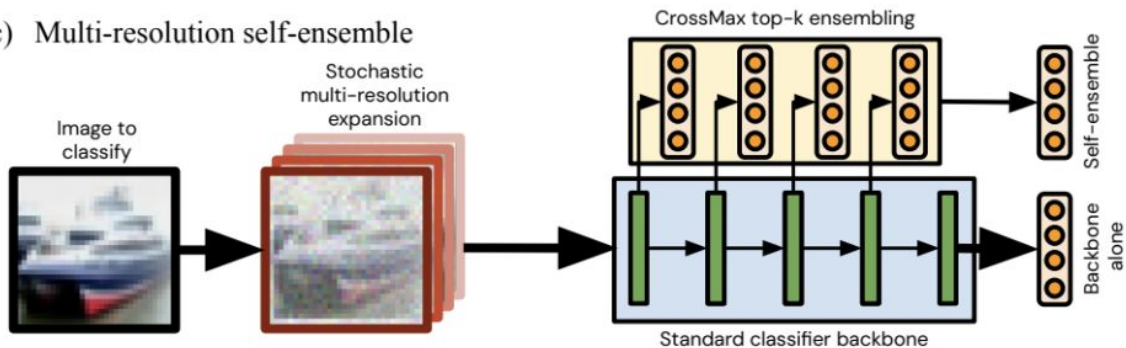 ) Multi-resolution self-ensemble
CrossMax top-k ensembling
Stochastic
multi-resolution
expansion
Image to
classify
Self-ensemble
Backbone
alone
Standard classifier backbone